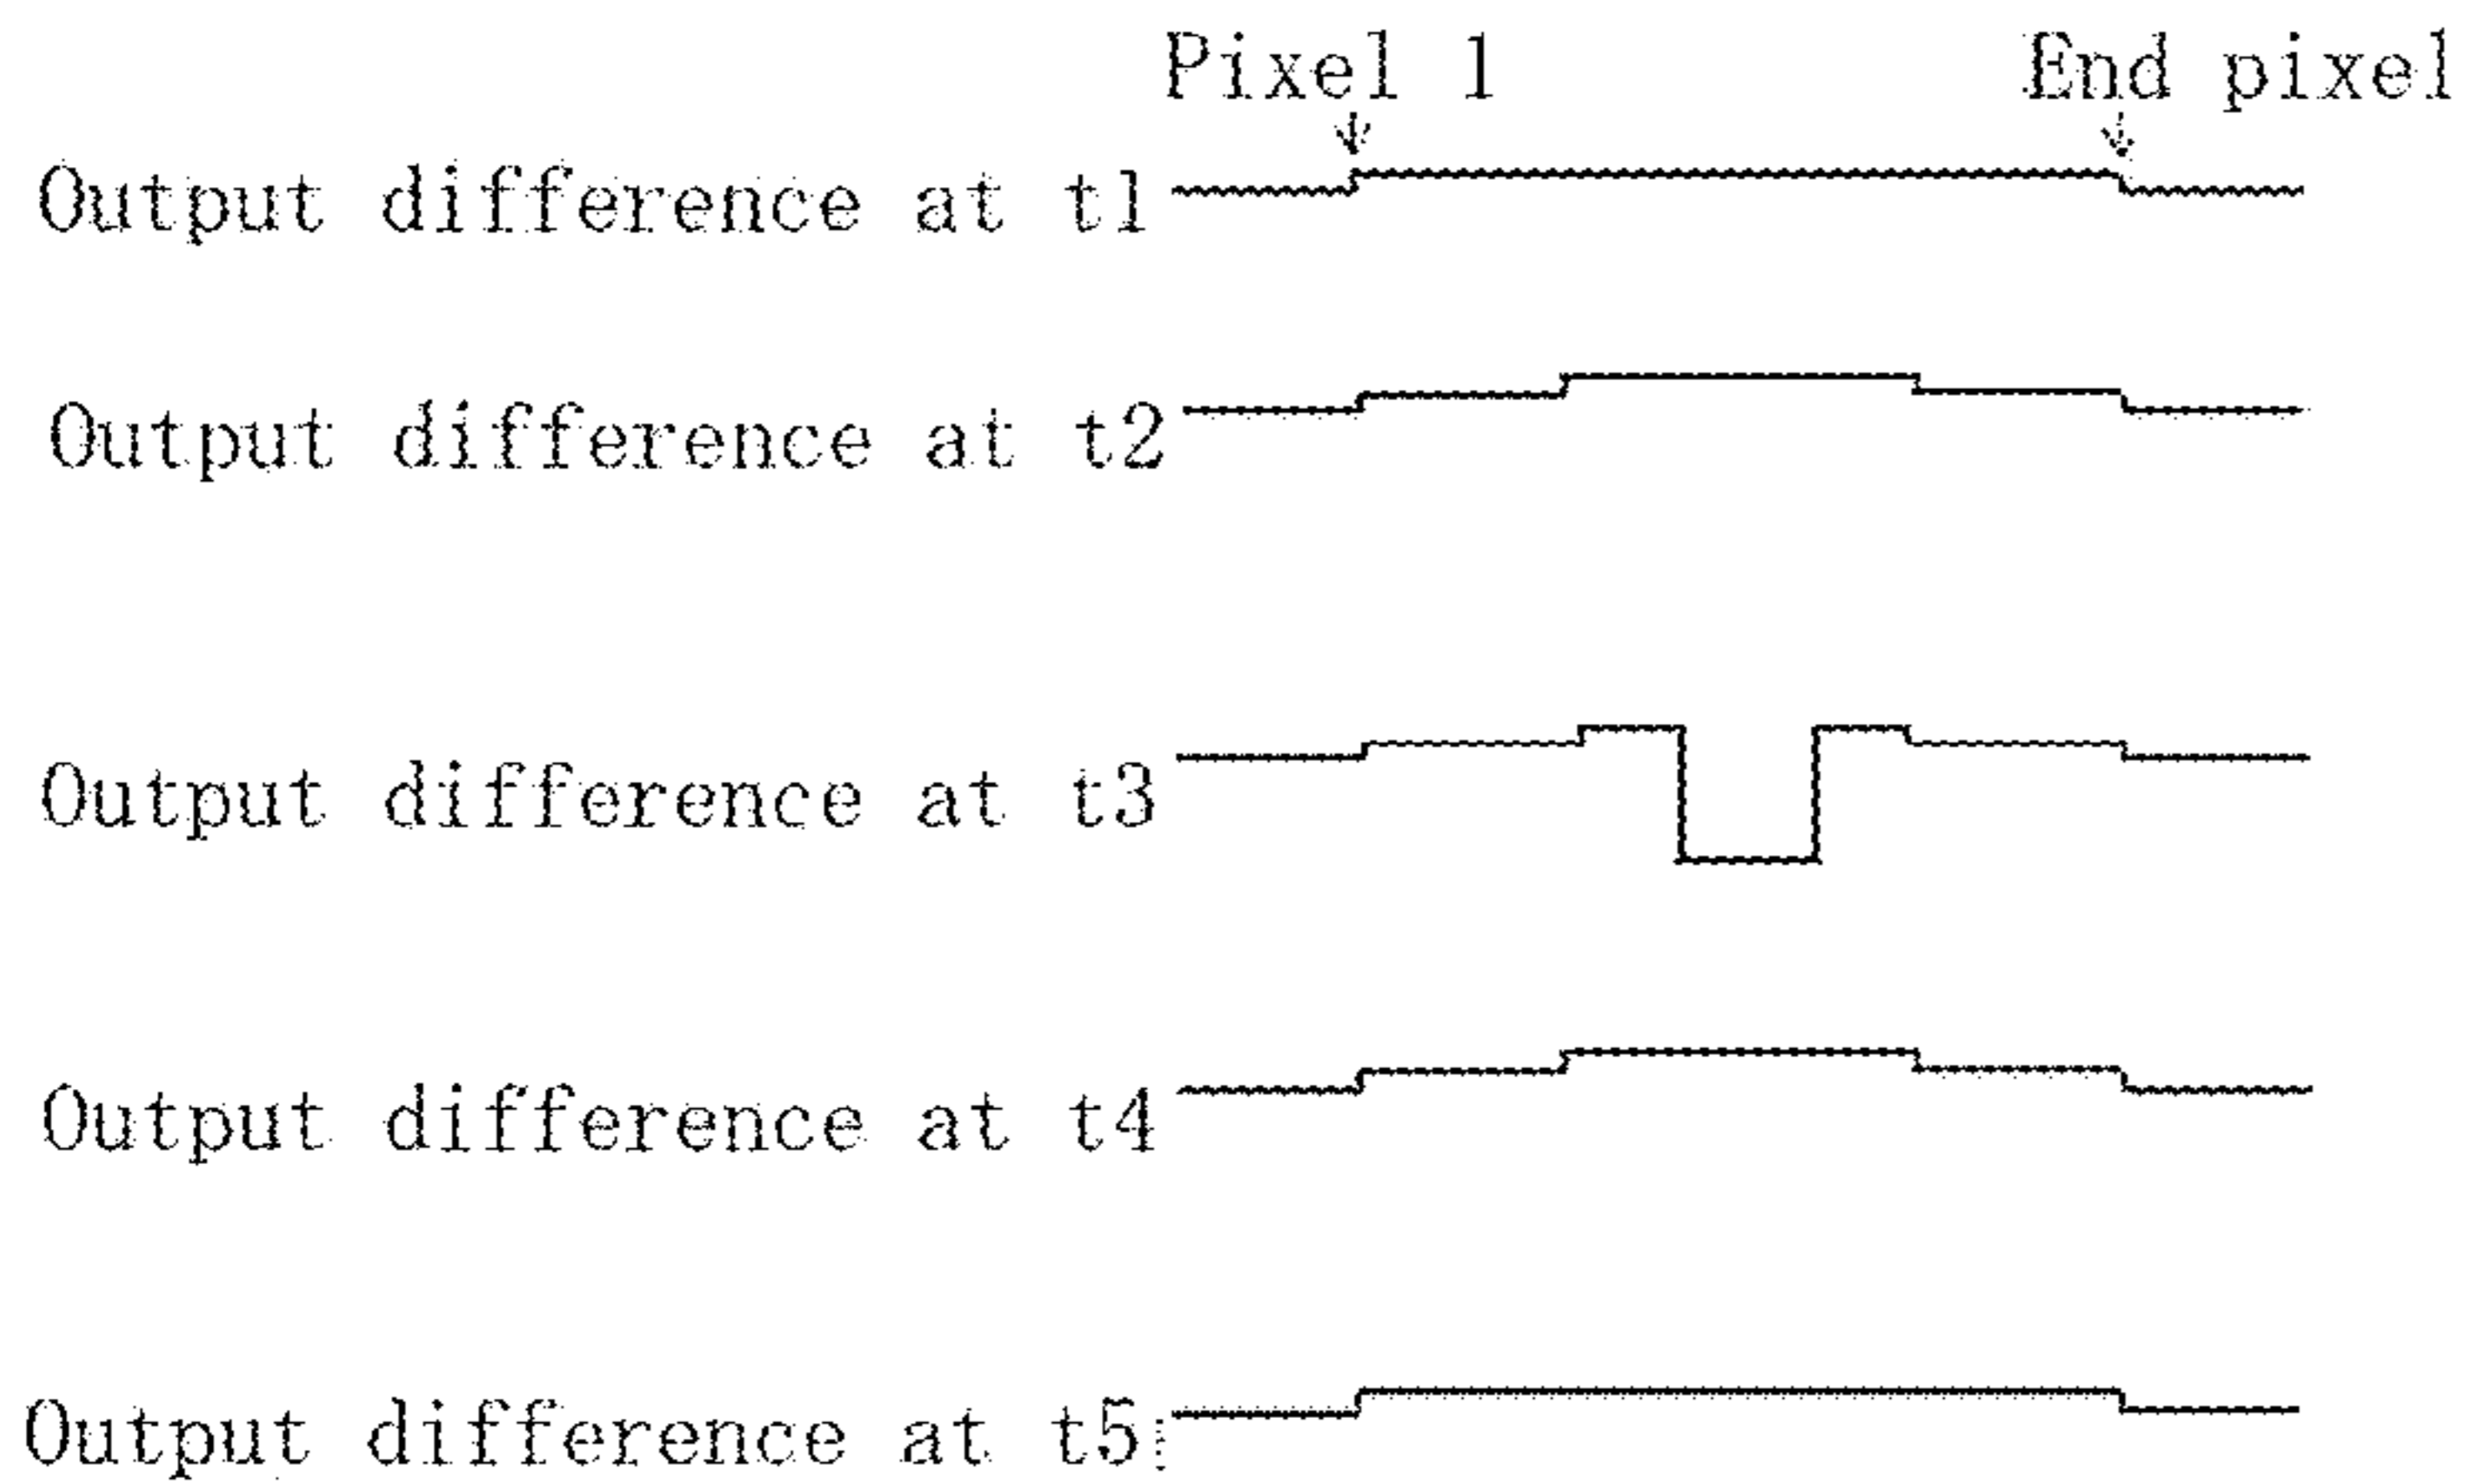 Pixel 1 End pixel
Output difference at t1
Output difference at t2
Output difference at t3
Output difference at t4
Output difference at t5